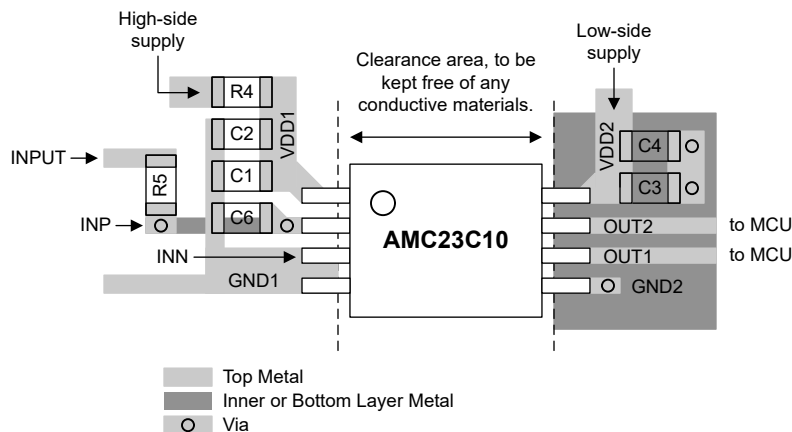 High-side
supply
Low-side
supply
Clearance area, to be
kept free of any
conductive materials.
R4
C2
C1
C6
VDD1
INPUT
R5
INP
INN
GND1
AMC23C10
VDD2
C4
C3
OUT2
to MCU
OUT1
to MCU
GND2
Top Metal
Inner or Bottom Layer Metal
Via